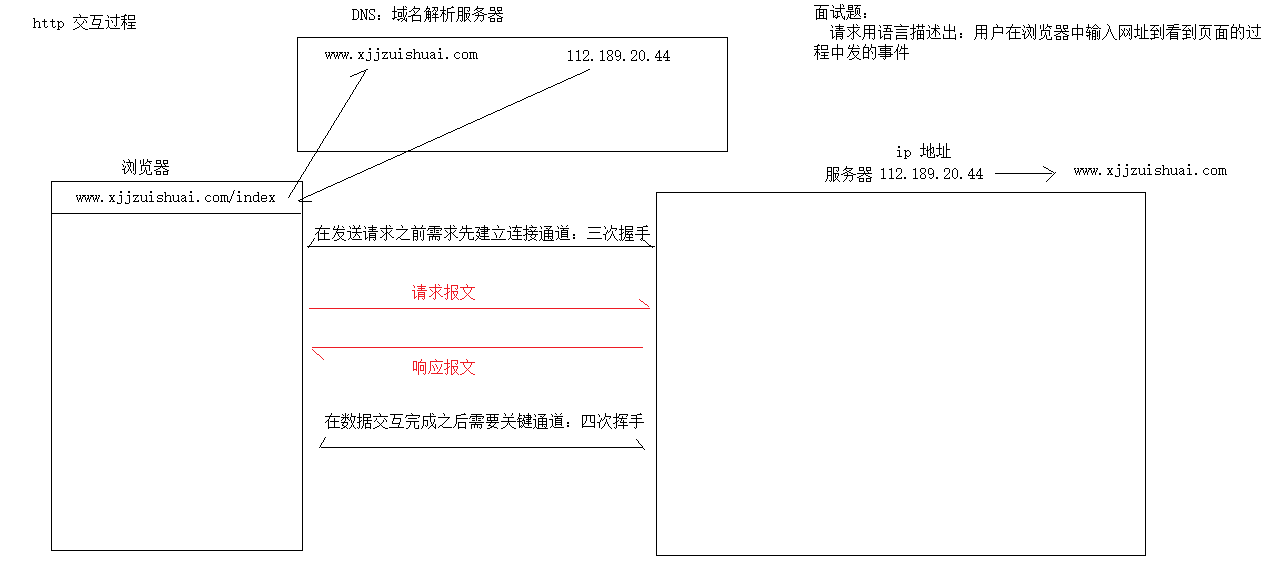 http 交互过程
DNS：域名解析服务器
面试题：
请求用语言描述出：用户在浏览器中输入网址到看到页面的过
程中发的事件
www.xjjzuishuai.com
112.189.20.44
浏览器
www.xjjzuishuai.com/index
ip 地址
服务器 112.189.20.44
www.xjjzuishuai.com
在发送请求之前需求先建立连接通道：三次握手
请求报文
响应报文
在数据交互完成之后需要关键通道：四次挥手